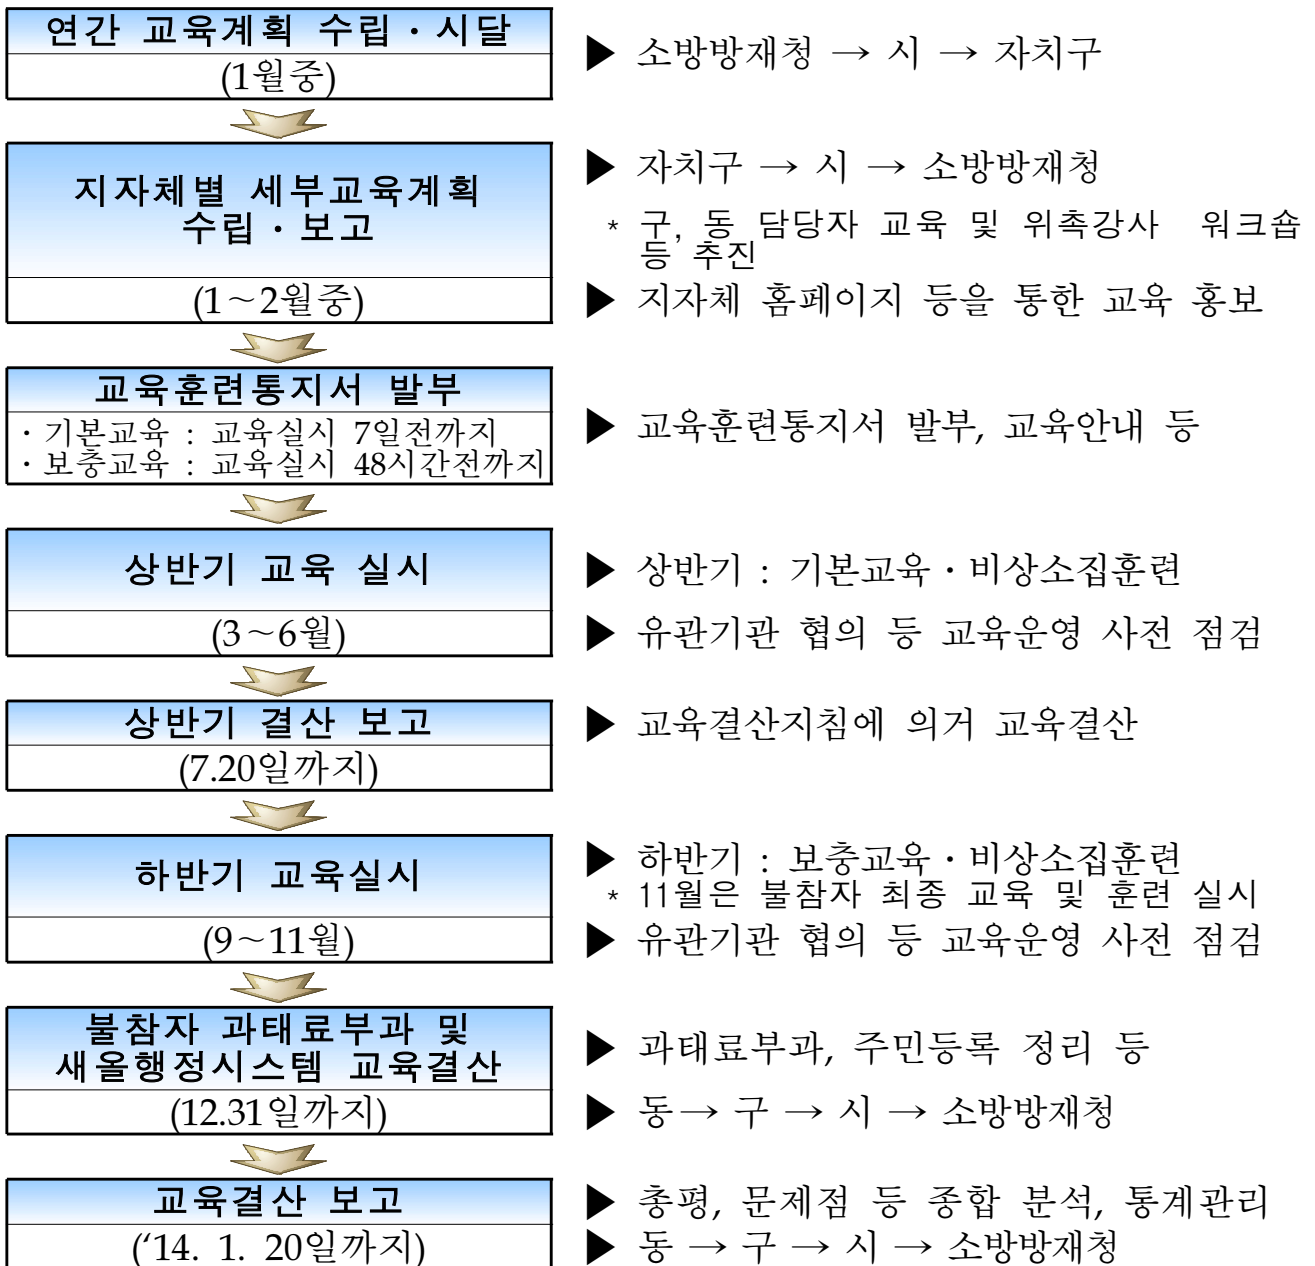 연간 교육계획 수립·시달
(1월중)
▶ 소방방재청 → 시 → 자치구
지자체별 세부교육계획
수립·보고
(1～2월중)
▶ 자치구 → 시 → 소방방재청
* 구, 동 담당자 교육 및 위촉강사 워크숍
등 추진
▶ 지자체 홈페이지 등을 통한 교육 홍보
교육훈련통지서 발부
·기본교육 : 교육실시 7일전까지
·보충교육 : 교육실시 48시간전까지
▶ 교육훈련통지서 발부, 교육안내 등
상반기 교육 실시
(3～6월)
▶ 상반기 : 기본교육·비상소집훈련
▶ 유관기관 협의 등 교육운영 사전 점검
상반기 결산 보고
(7.20일까지)
▶ 교육결산지침에 의거 교육결산
하반기 교육실시
(9～11월)
▶ 하반기 : 보충교육·비상소집훈련
* 11월은 불참자 최종 교육 및 훈련 실시
▶ 유관기관 협의 등 교육운영 사전 점검
불참자 과태료부과 및
새올행정시스템 교육결산
(12.31일까지)
▶ 과태료부과, 주민등록 정리 등
▶ 동→ 구 → 시 → 소방방재청
교육결산 보고
(‘14. 1. 20일까지)
▶ 총평, 문제점 등 종합 분석, 통계관리
▶ 동 → 구 → 시 → 소방방재청